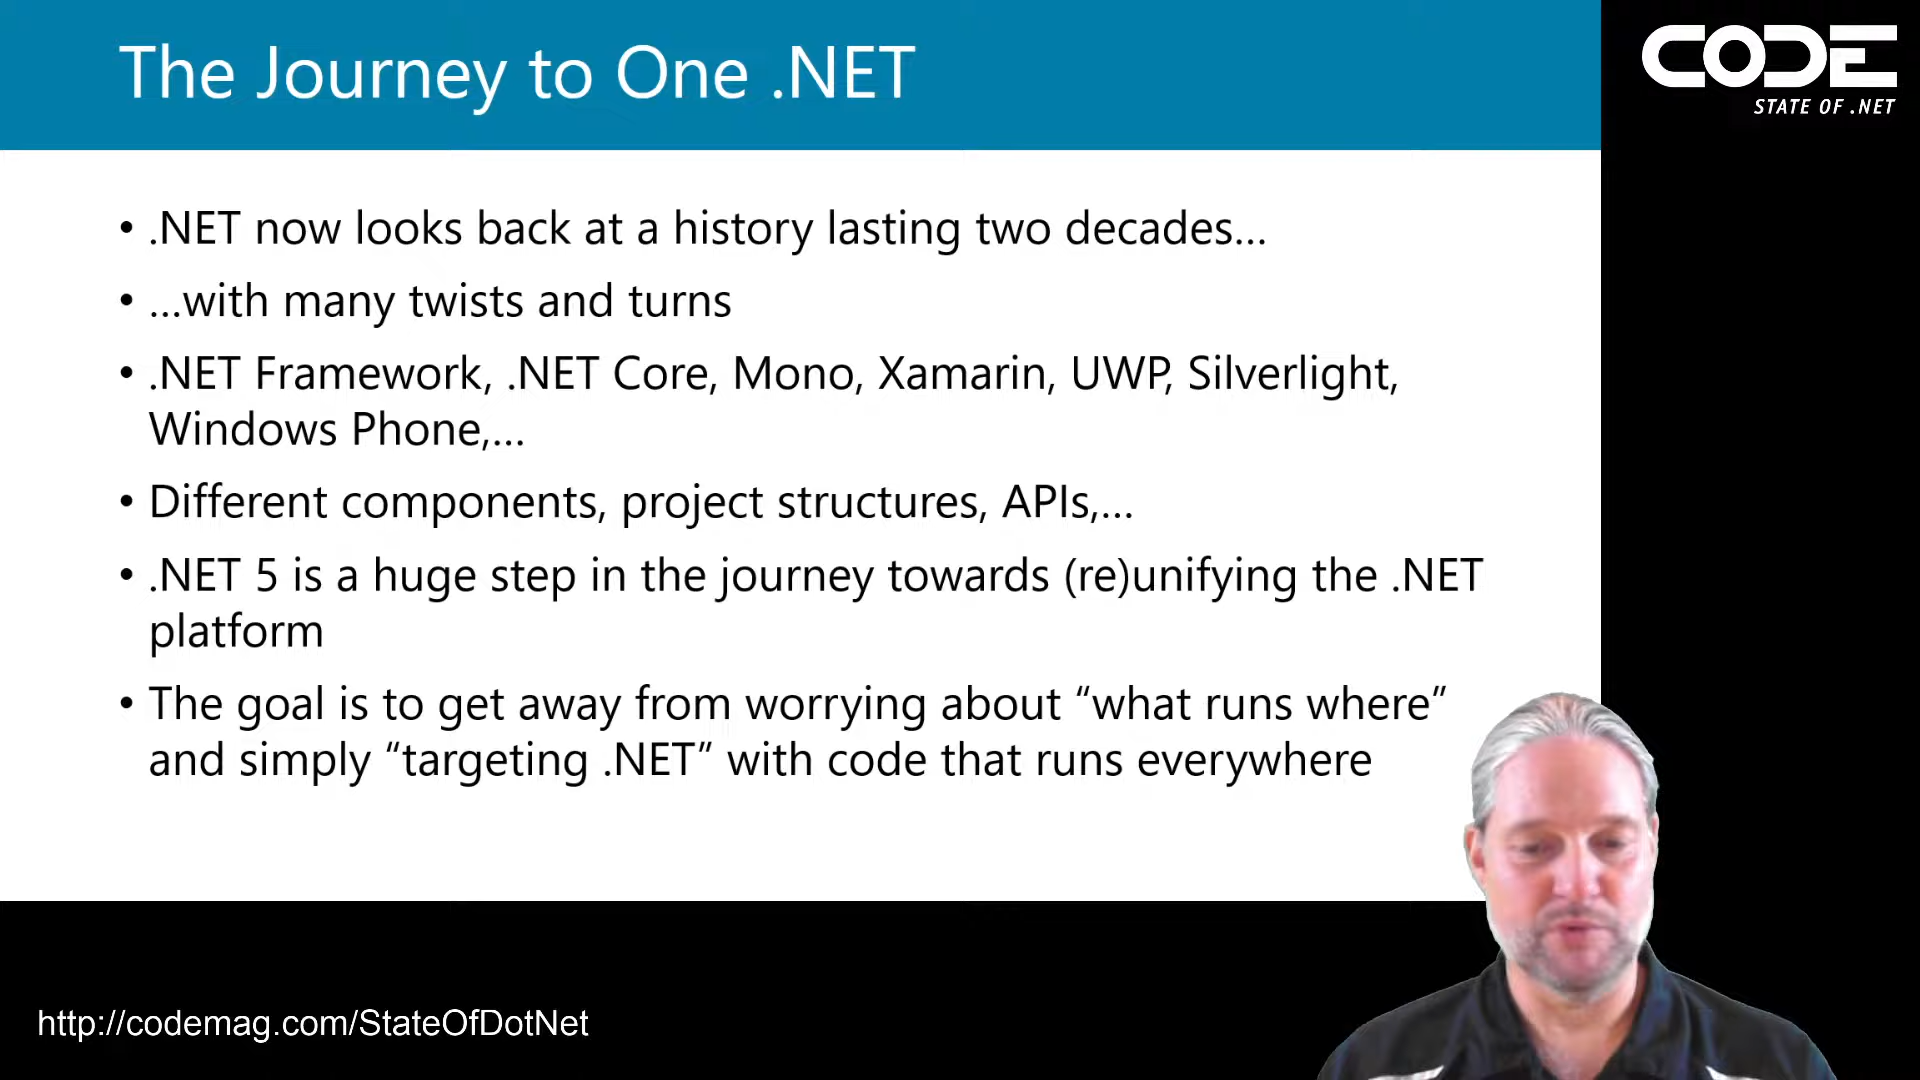 The Journey to One .NET
CODE
STATE OF .NET
• .NET now looks back at a history lasting two decades…
• …with many twists and turns
• .NET Framework, .NET Core, Mono, Xamarin, UWP, Silverlight,
Windows Phone,…
• Different components, project structures, APIs,…
• .NET 5 is a huge step in the journey towards (re)unifying the .NET
platform
• The goal is to get away from worrying about “what runs where”
and simply “targeting .NET” with code that runs everywhere
http://codemag.com/StateOfDotNet